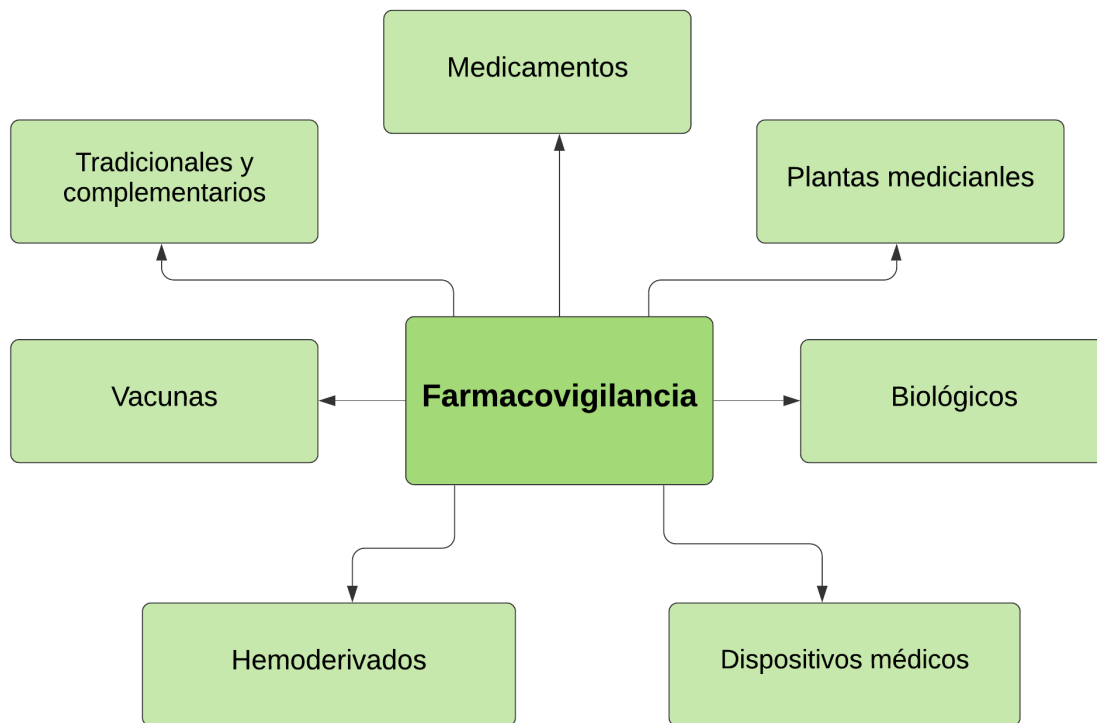 Medicamentos
Tradicionales y
complementarios
Plantas medicianles
Farmacovigilancia
Vacunas
Biológicos
Hemoderivados
Dispositivos médicos